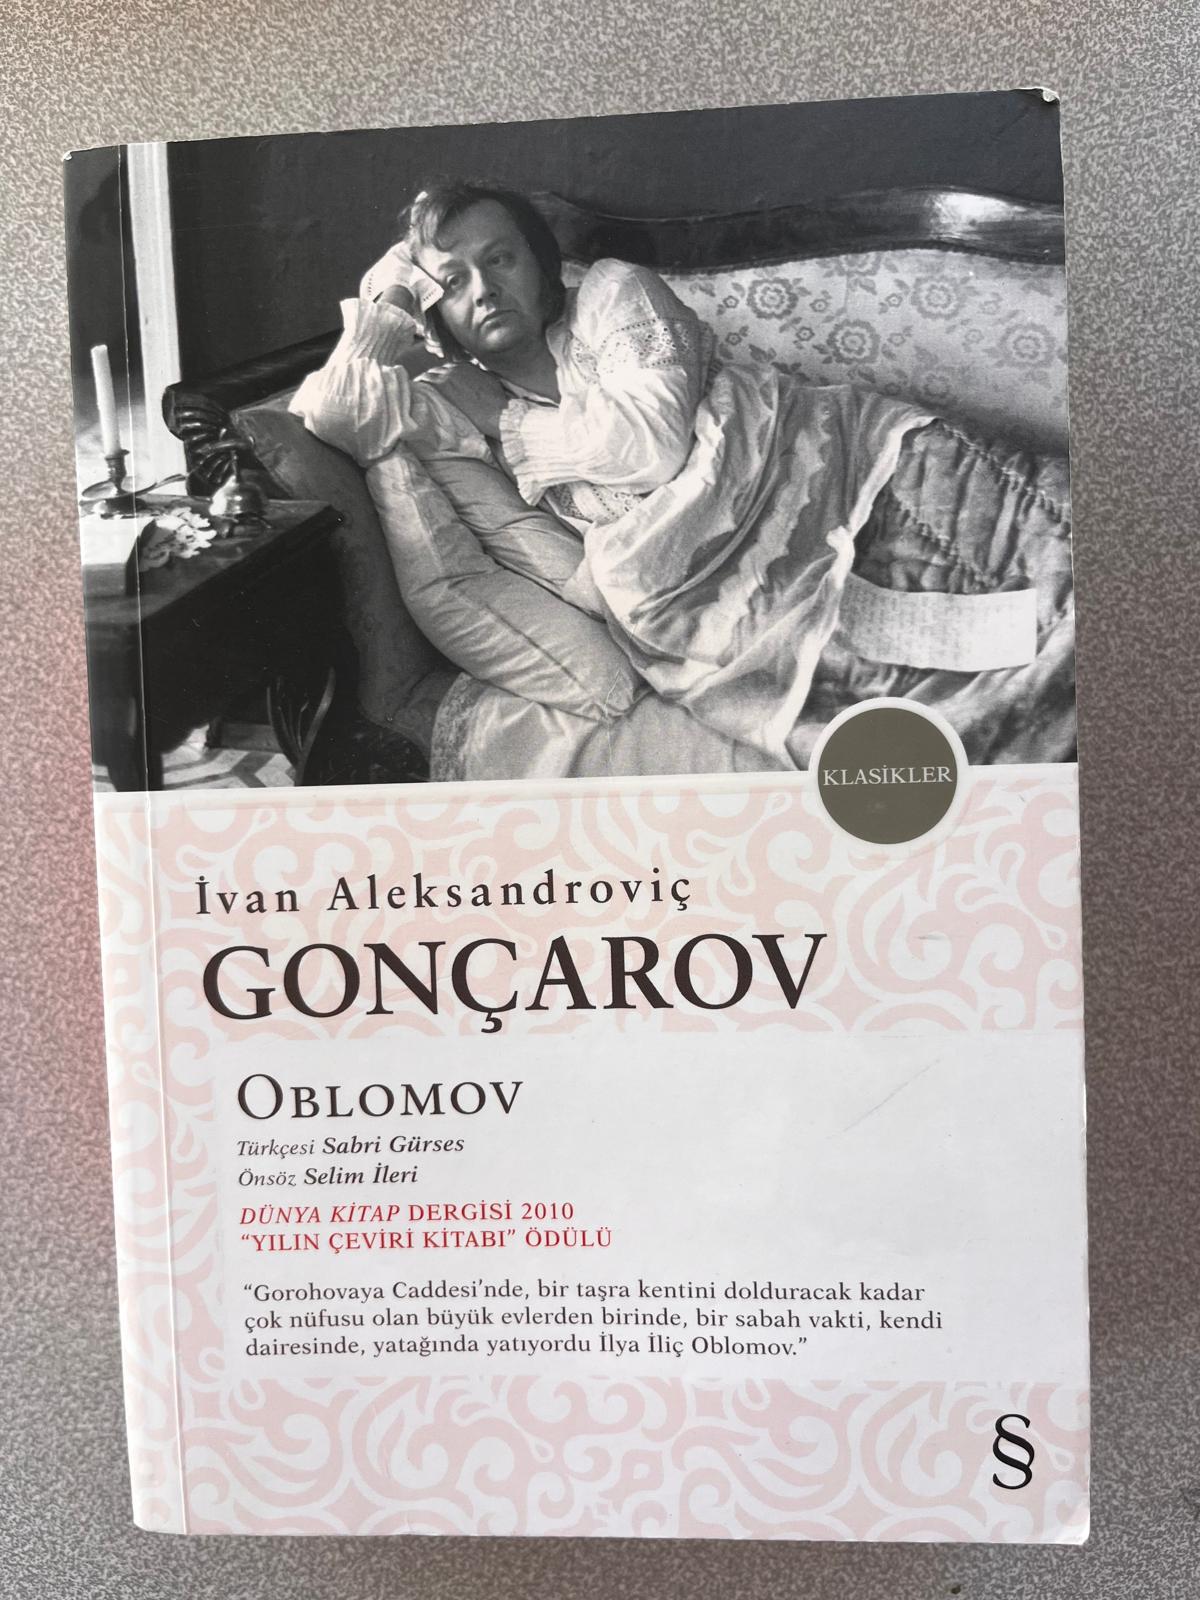 KLASİKLER
İvan Aleksandroviç
GONÇAROV
OBLOMOV
Türkçesi Sabri Gürses
Önsöz Selim İleri
DÜNYA KİTAP DERGİSİ 2010
“YILIN ÇEVİRİ KİTABI” ÖDÜLÜ
“Gorohovaya Caddesi’nde, bir taşra kentini dolduracak kadar
çok nüfusu olan büyük evlerden birinde, bir sabah vakti, kendi
dairesinde, yatağında yatıyordu İlya İliç Oblomov.”
§